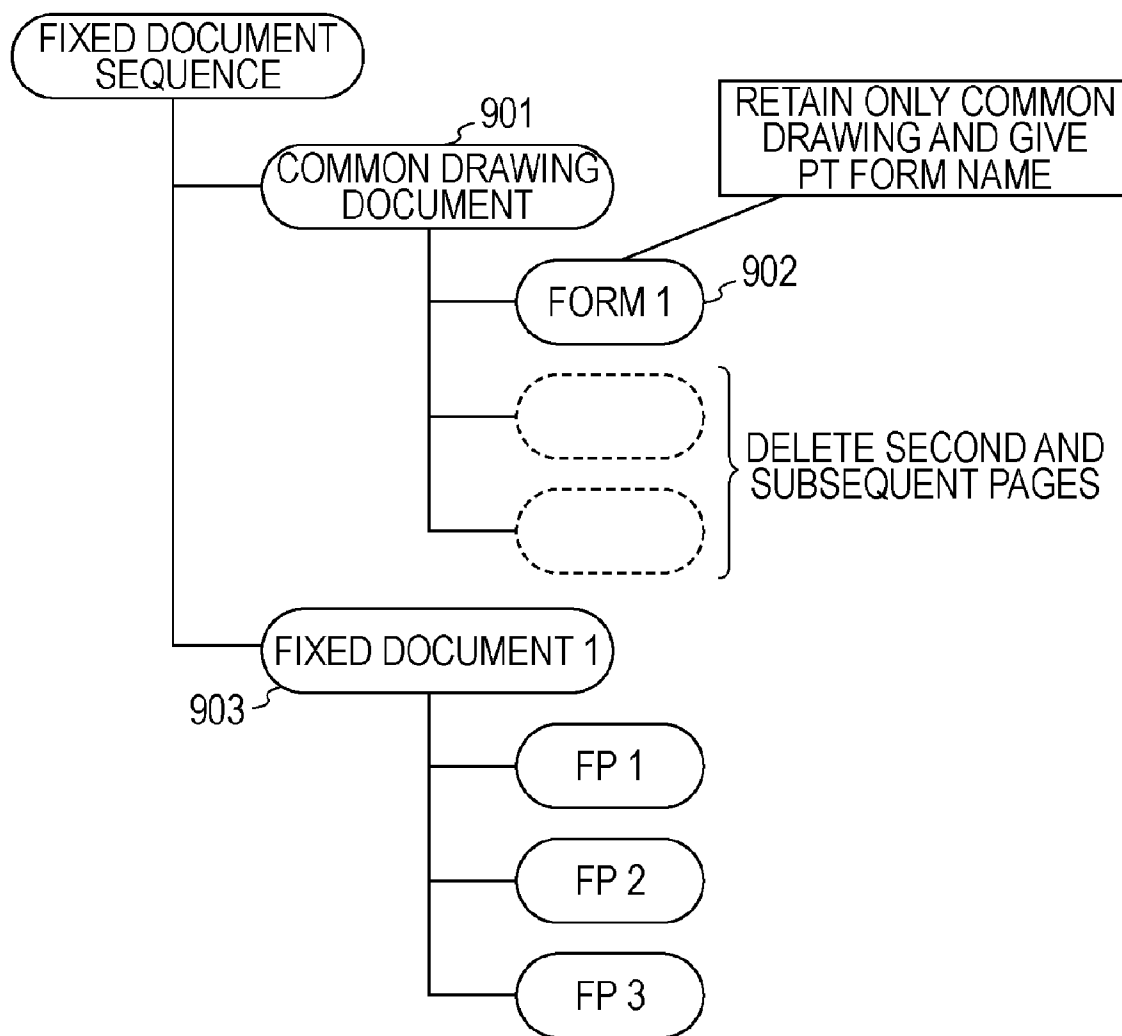 FIXED DOCUMENT
SEQUENCE
901
COMMON DRAWING
DOCUMENT
RETAIN ONLY COMMON
DRAWING AND GIVE
PT FORM NAME
FORM 1
902
DELETE SECOND AND
SUBSEQUENT PAGES
FIXED DOCUMENT 1
903
FP 1
FP 2
FP 3